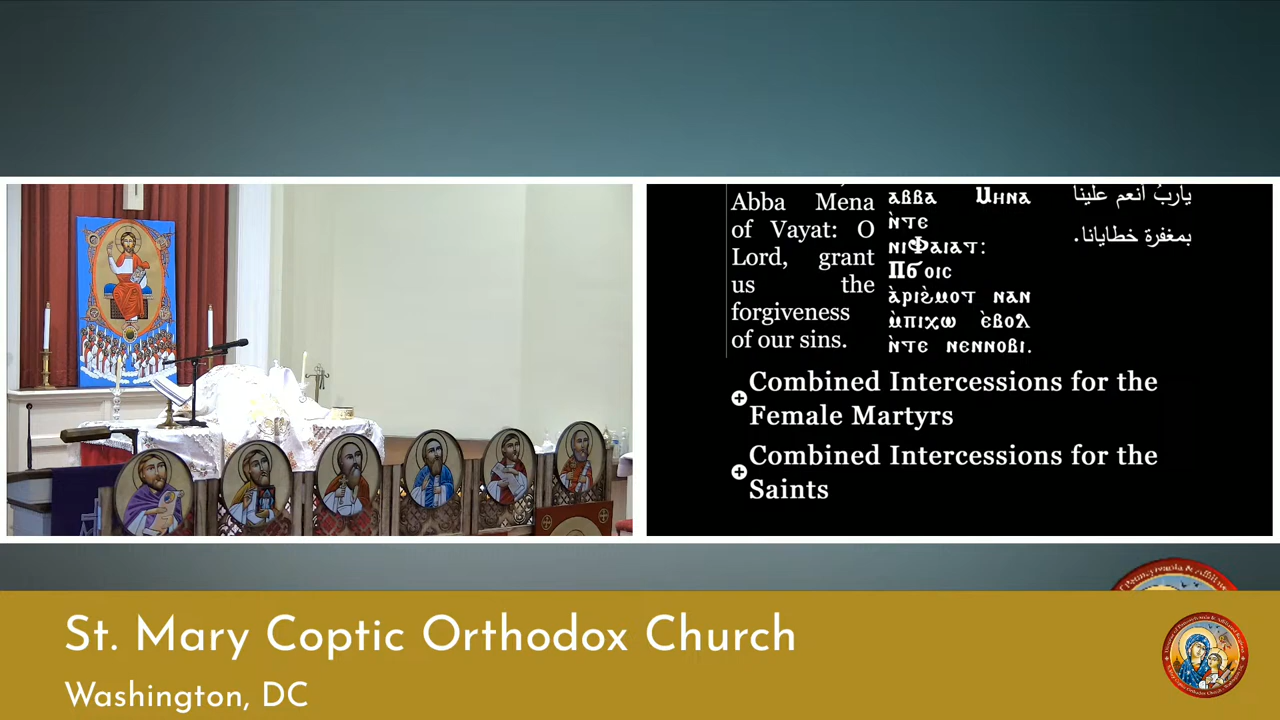 Abba Mena
of Vayat: O
Lord, grant
us the
forgiveness
of our sins.
ⲁⲃⲃⲁ Ⲙⲏⲛⲁ
ⲛ̀ⲧⲉ
ⲛⲓⲪⲁⲓⲁⲧ:
Ⲡϭⲟⲓⲥ
ⲁ̀ⲣⲓϩ̀ⲙⲟⲧ ⲛⲁⲛ
ⲙ̀ⲡⲓⲭⲱ ⲉ̀ⲃⲟⲗ
ⲛ̀ⲧⲉ ⲛⲉⲛⲛⲟⲃⲓ.
ياربُ أنعم علينا
بمغفرة خطايانا.
Combined Intercessions for the
Female Martyrs
Combined Intercessions for the
Saints
St. Mary Coptic Orthodox Church
Washington, DC